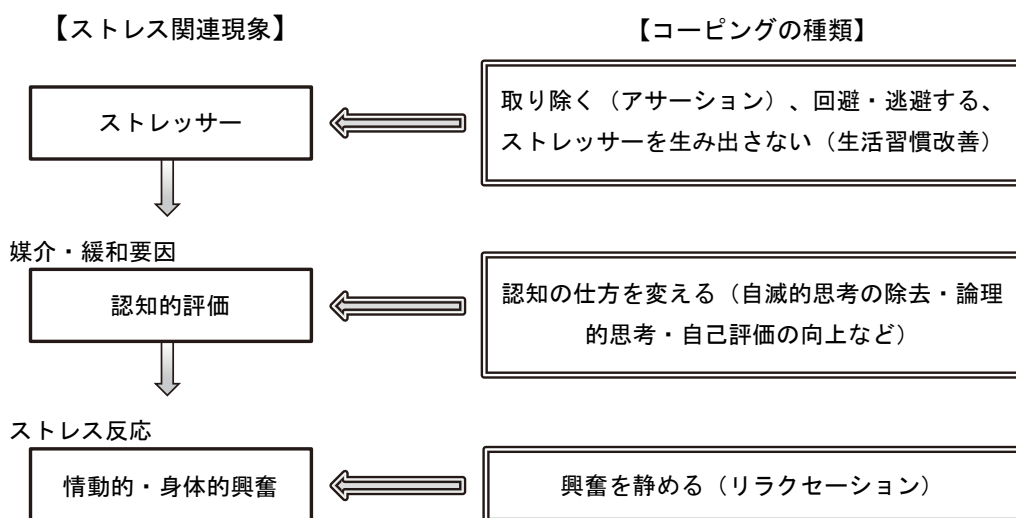 【ストレス関連現象】
【コーピングの種類】
ストレッサー
取り除く（アサーション）、回避・逃避する、
ストレッサーを生み出さない（生活習慣改善）
媒介・緩和要因
認知的評価
認知の仕方を変える（自滅的思考の除去・論理
的思考・自己評価の向上など）
ストレス反応
情動的・身体的興奮
興奮を静める（リラクセーション）